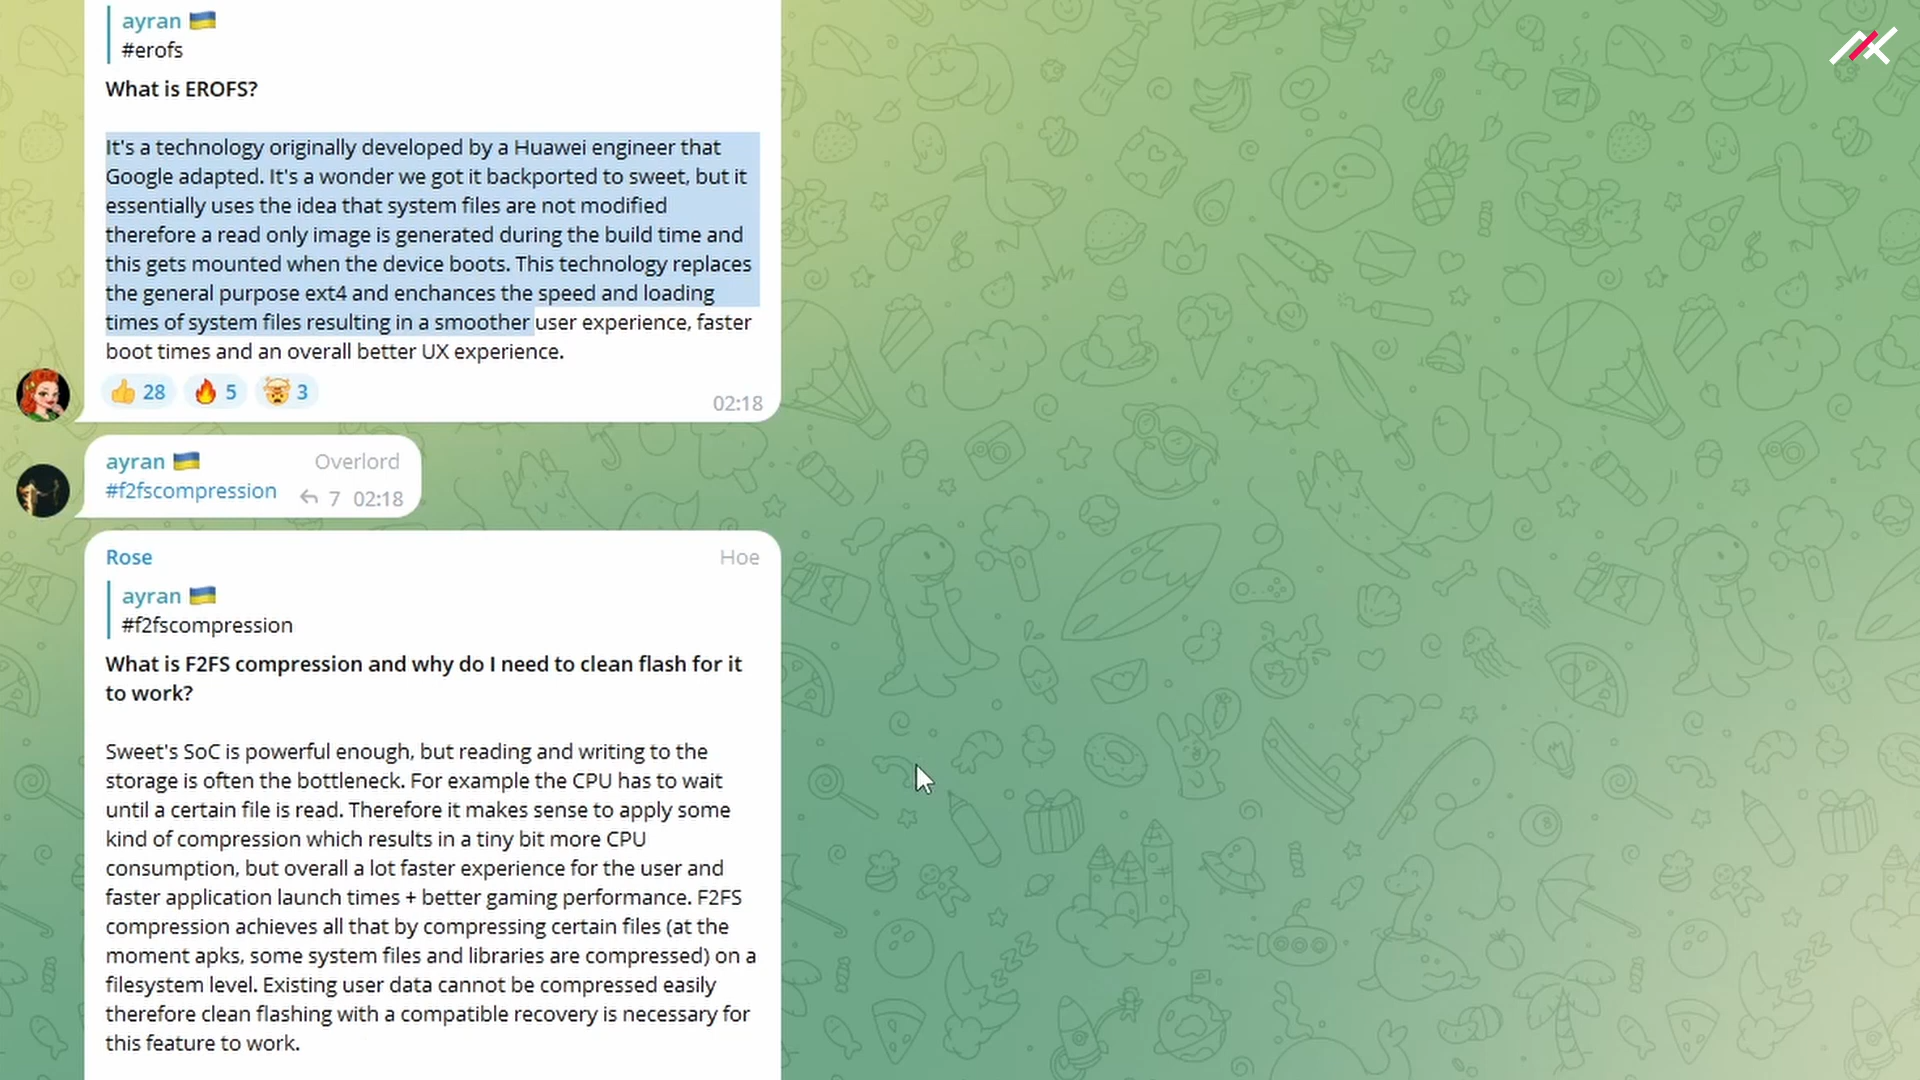 ayran 🇺🇦
#erofs
What is EROFS?
It's a technology originally developed by a Huawei engineer that
Google adapted. It's a wonder we got it backported to sweet, but it
essentially uses the idea that system files are not modified
therefore a read only image is generated during the build time and
this gets mounted when the device boots. This technology replaces
the general purpose ext4 and enchances the speed and loading
times of system files resulting in a smoother user experience, faster
boot times and an overall better UX experience.
👍 28 🔥 5 🤯 3
02:18
ayran 🇺🇦 Overlord
#f2fscompression 7 02:18
Rose Hoe
ayran 🇺🇦
#f2fscompression
What is F2FS compression and why do I need to clean flash for it
to work?
Sweet's SoC is powerful enough, but reading and writing to the
storage is often the bottleneck. For example the CPU has to wait
until a certain file is read. Therefore it makes sense to apply some
kind of compression which results in a tiny bit more CPU
consumption, but overall a lot faster experience for the user and
faster application launch times + better gaming performance. F2FS
compression achieves all that by compressing certain files (at the
moment apks, some system files and libraries are compressed) on a
filesystem level. Existing user data cannot be compressed easily
therefore clean flashing with a compatible recovery is necessary for
this feature to work.